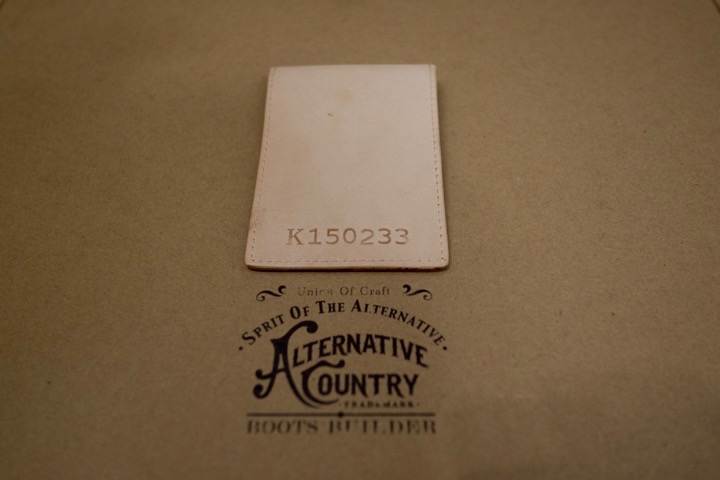 K150233
Union Of Craft
· SPRIT OF THE ALTERNATIVE ·
ALTERNATIVE
COUNTRY
· TRADEMARK ·
BOOTS BUILDER